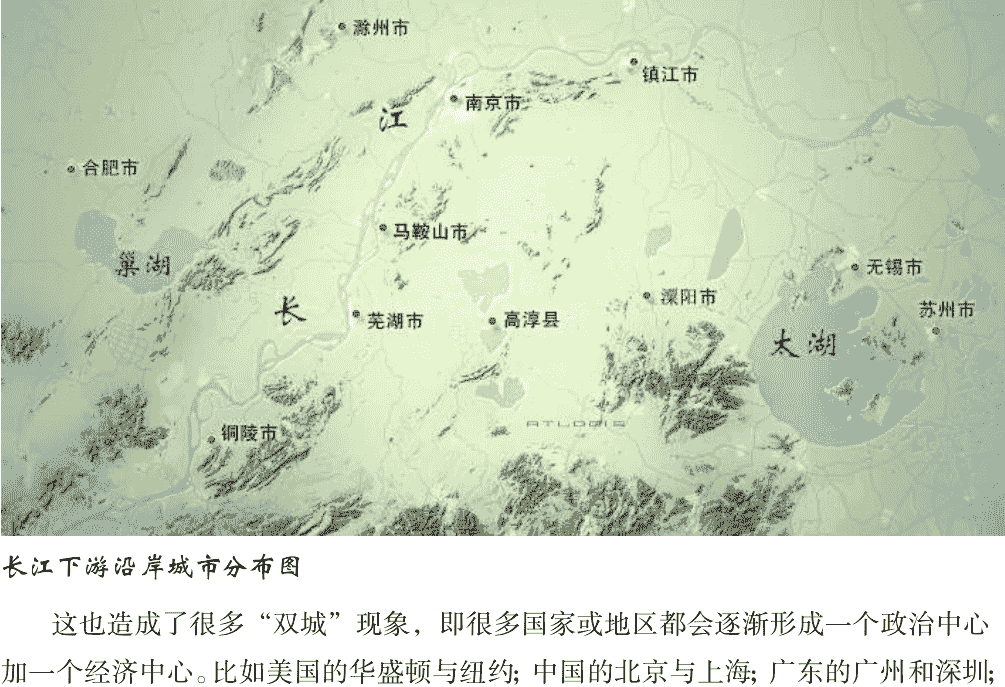 滁州市
镇江市
南京市
江
合肥市
马鞍山市
巢湖
无锡市
溧阳市
长
苏州市
芜湖市
高淳县
太湖
ATLOGIS
铜陵市
长江下游沿岸城市分布图
这也造成了很多“双城”现象，即很多国家或地区都会逐渐形成一个政治中心
加一个经济中心。比如美国的华盛顿与纽约；中国的北京与上海；广东的广州和深圳；